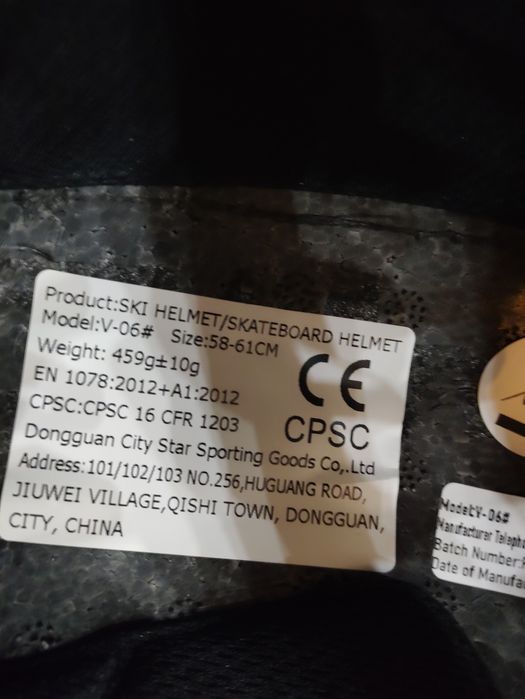 Product:SKI HELMET/SKATEBOARD HELMET
Model:V-06# Size:58-61CM
Weight: 459g±10g
EN 1078:2012+A1:2012
CPSC:CPSC 16 CFR 1203
CE
CPSC
Dongguan City Star Sporting Goods Co,.Ltd
Address:101/102/103 NO.256,HUGUANG ROAD,
JIUWEI VILLAGE,QISHI TOWN, DONGGUAN,
CITY, CHINA
Model:V-06#
Manufacturer
Batch Number:
Date of